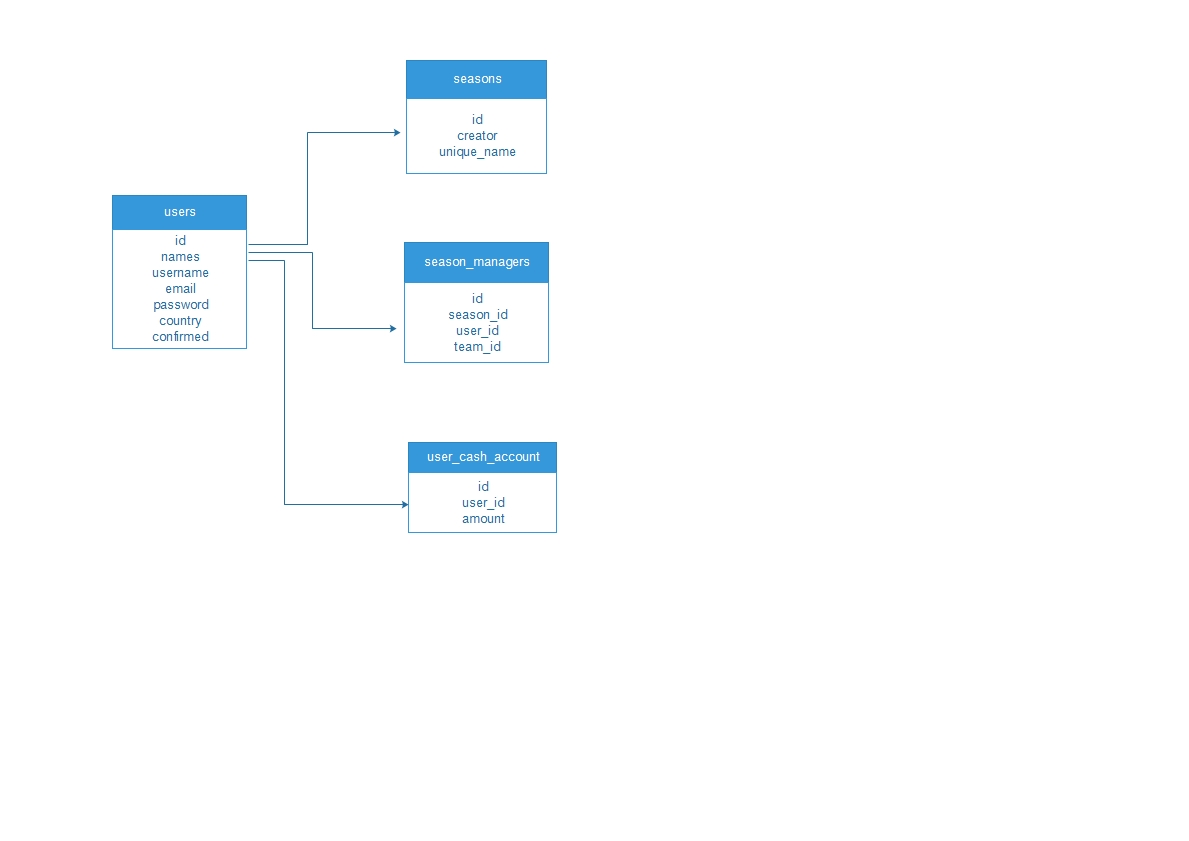 seasons
id
creator
unique_name
users
id
names
username
email
password
country
confirmed
season_managers
id
season_id
user_id
team_id
user_cash_account
id
user_id
amount